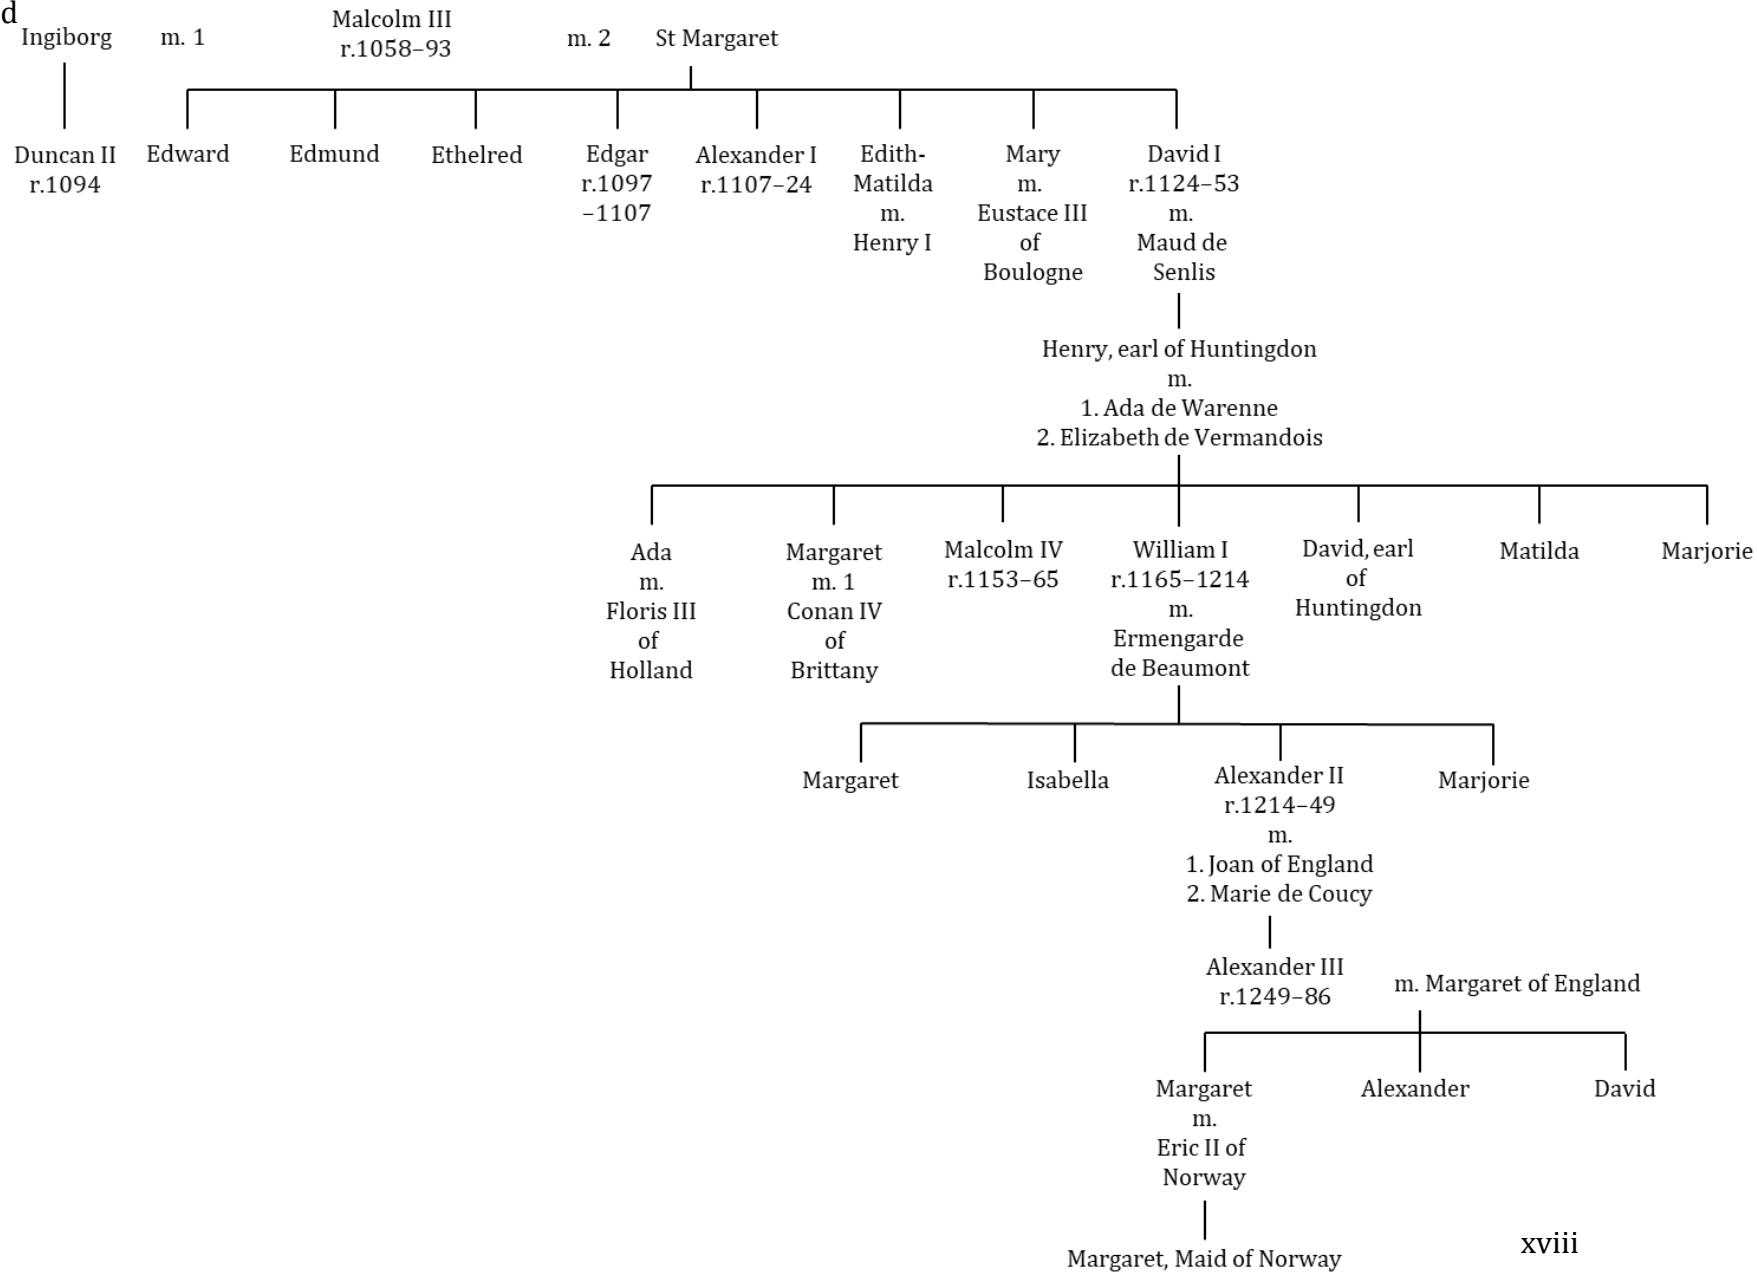 d
Ingiborg m. 1 Malcolm III m. 2 St Margaret
r.1058–93
Duncan II Edward Edmund Ethelred Edgar Alexander I Edith- Mary David I
r.1094 r.1097 r.1107–24 Matilda m. r.1124–53
–1107 m. Eustace III m.
Henry I of Maud de
Boulogne Senlis
Henry, earl of Huntingdon
m.
1. Ada de Warenne
2. Elizabeth de Vermandois
Ada Margaret Malcolm IV William I David, earl Matilda Marjorie
m. m. 1 r.1153–65 r.1165–1214 of
Floris III Conan IV m. Huntingdon
of of Ermengarde
Holland Brittany de Beaumont
Margaret Isabella Alexander II Marjorie
r.1214–49
m.
1. Joan of England
2. Marie de Coucy
Alexander III m. Margaret of England
r.1249–86
Margaret Alexander David
m.
Eric II of
Norway
Margaret, Maid of Norway
xviii